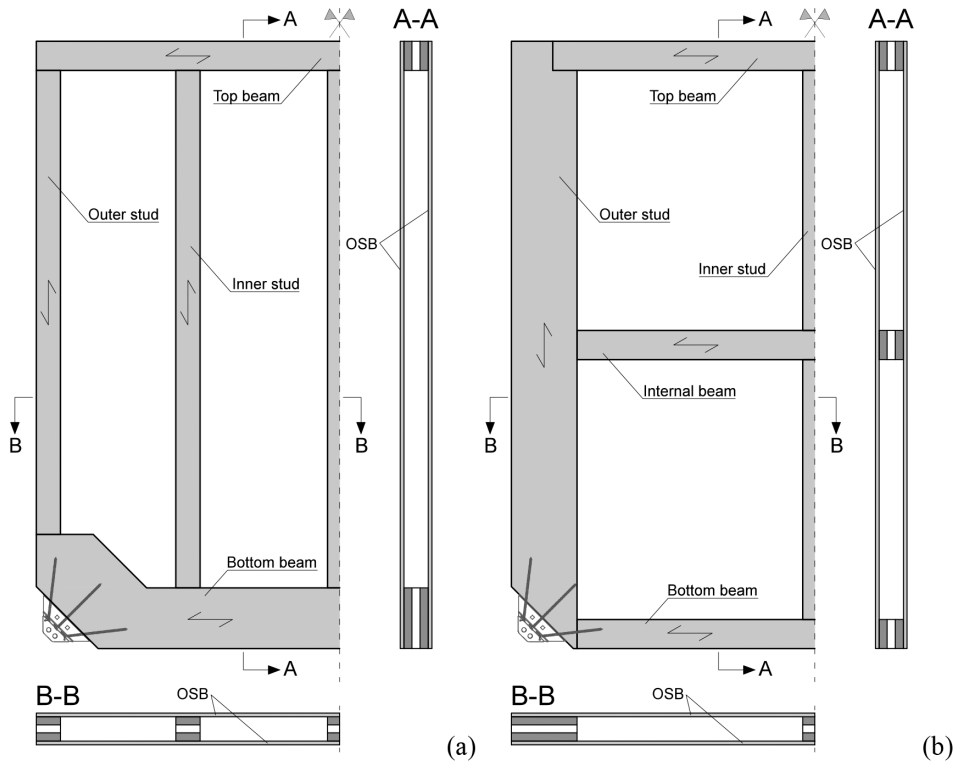 A
A-A
Top beam
Outer stud
Inner stud
OSB
B
B
Bottom beam
A
B-B
OSB
(a)
A
A-A
Top beam
Outer stud
Inner stud
OSB
Internal beam
B
B
Bottom beam
A
B-B
OSB
(b)